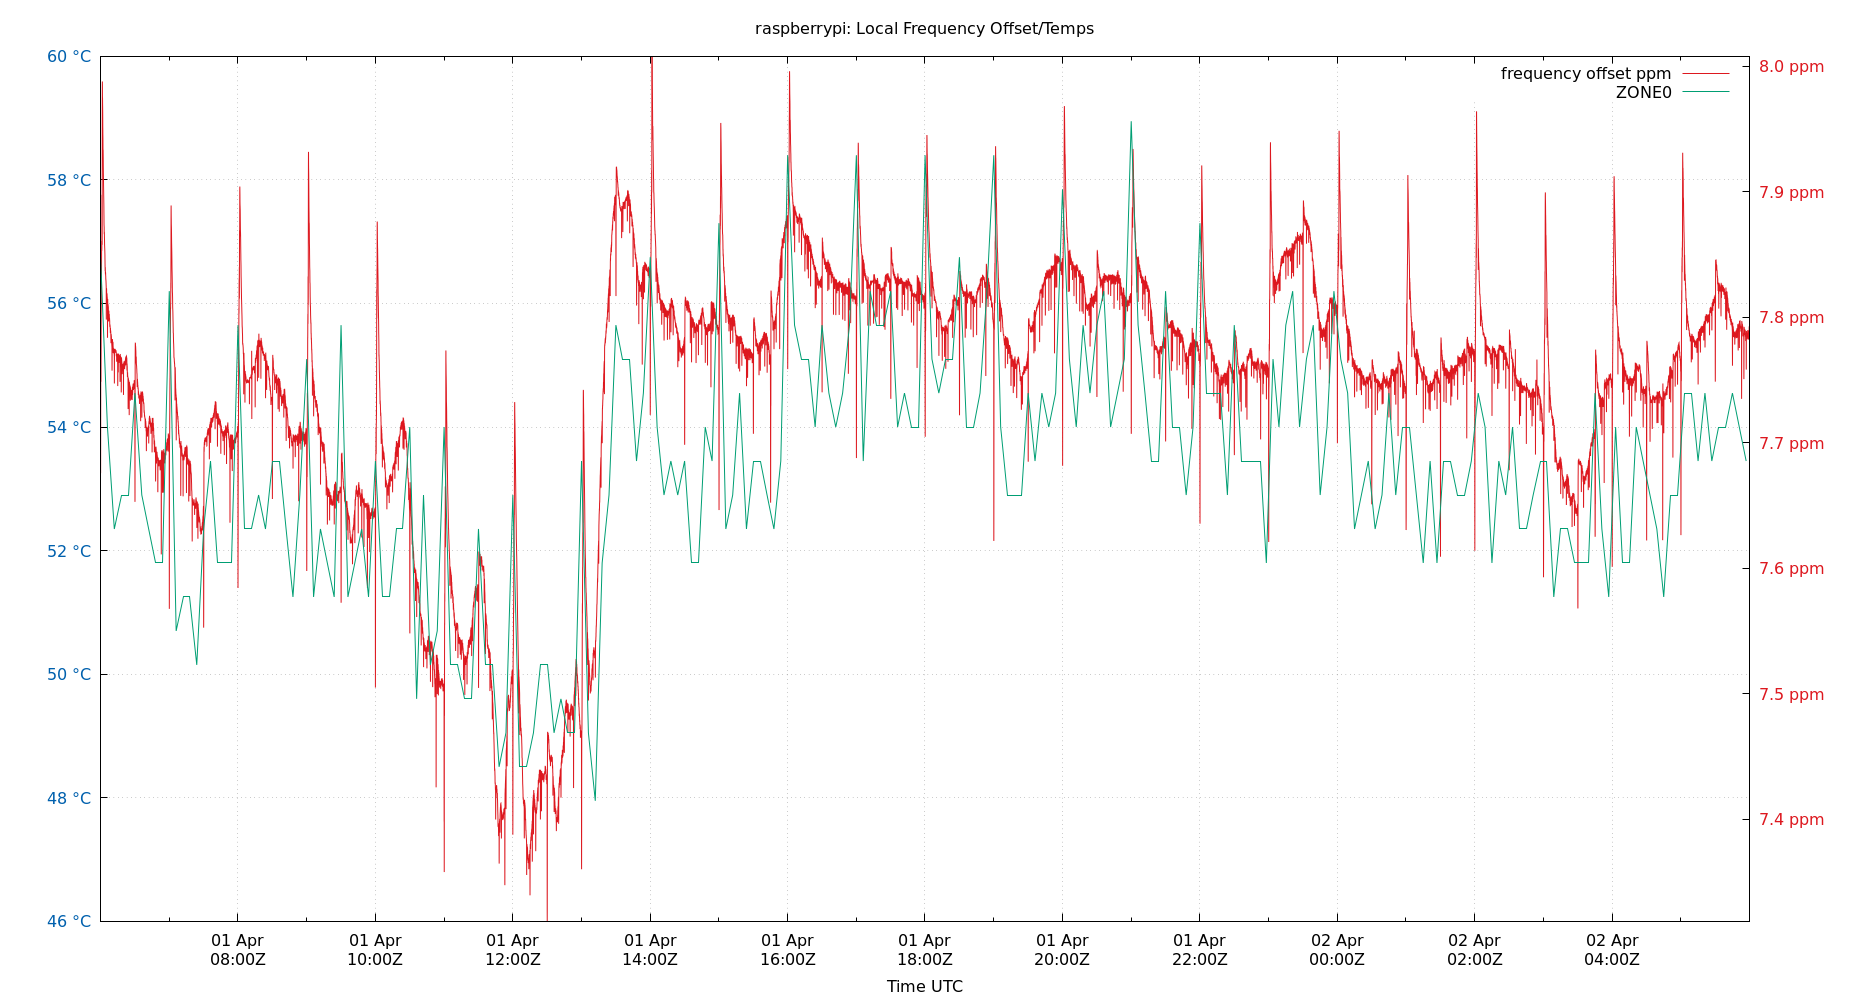 raspberrypi: Local Frequency Offset/Temps
60 °C
58 °C
56 °C
54 °C
52 °C
50 °C
48 °C
46 °C
8.0 ppm
7.9 ppm
7.8 ppm
7.7 ppm
7.6 ppm
7.5 ppm
7.4 ppm
frequency offset ppm
ZONE0
01 Apr
08:00Z
01 Apr
10:00Z
01 Apr
12:00Z
01 Apr
14:00Z
01 Apr
16:00Z
01 Apr
18:00Z
01 Apr
20:00Z
01 Apr
22:00Z
02 Apr
00:00Z
02 Apr
02:00Z
02 Apr
04:00Z
Time UTC